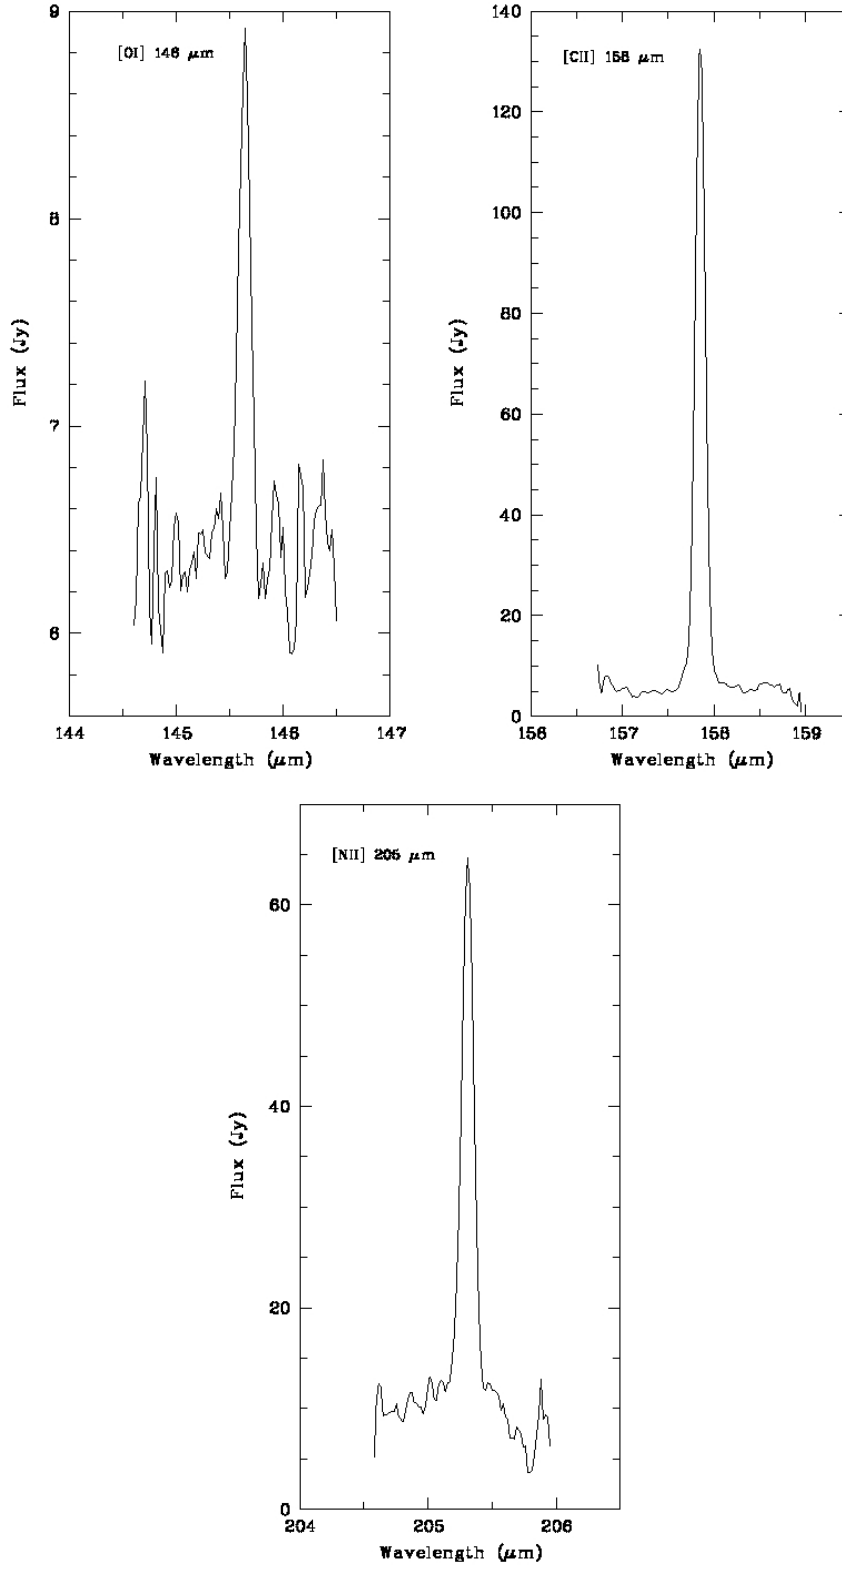 9
[OI] 146 μm
8
Flux (Jy)
7
6
144 145 146 147
Wavelength (μm)
140
[CII] 158 μm
120
100
80
Flux (Jy)
60
40
20
0
156 157 158 159
Wavelength (μm)
[NII] 205 μm
60
40
Flux (Jy)
20
0
204 205 206
Wavelength (μm)